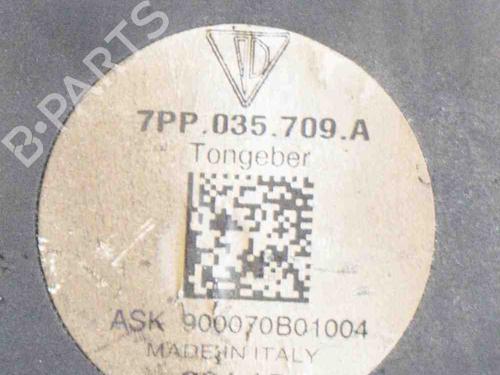 7PP.035.709.A
Tongeber
ASK 900070B01004
MADE IN ITALY
B-PARTS